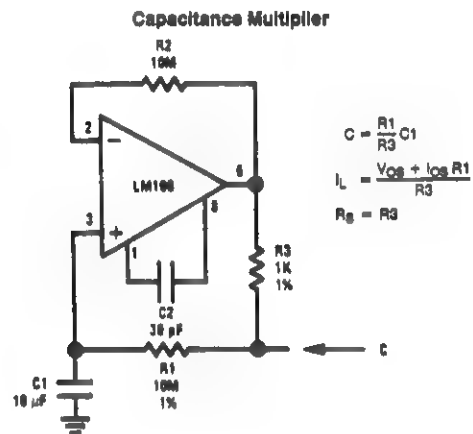 Capacitance Multiplier
R2
10M
2
−
LM108
6
8
3
+
1
C2
30 pF
R3
1K
1%
R1
10M
1%
C
C1
10 µF
C = R1/R3 C1
IL = VOS + IOS R1 / R3
RS = R3